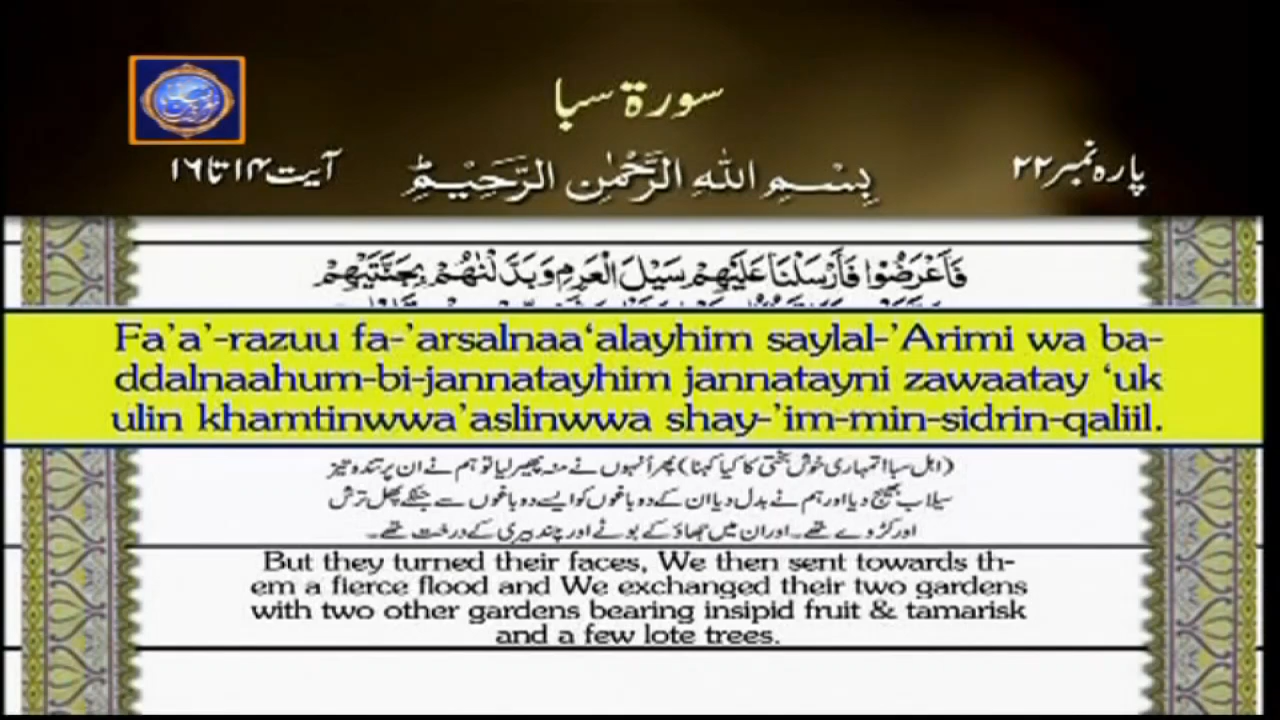 سورۃ سبا
پارہ نمبر ۲۲
بِسْمِ اللهِ الرَّحْمٰنِ الرَّحِيْمِ
آیت ۱۴ تا ۱۶
فَاَعْرَضُوْا فَاَرْسَلْنَا عَلَيْهِمْ سَيْلَ الْعَرِمِ وَبَدَّلْنٰهُمْ بِجَنَّتَيْهِمْ
Fa’a’-razuu fa-’arsalnaa‘alayhim saylal-’Arimi wa ba-
ddalnaahum-bi-jannatayhim jannatayni zawaatay ‘uk
ulin khamtinwwa’aslinwwa shay-’im-min-sidrin-qaliil.
(اہل سبا! تمہاری خوش بختی کا کیا کہنا) پھر اُنہوں نے منہ پھیر لیا تو ہم نے ان پر تند و تیز
سیلاب بھیج دیا اور ہم نے بدل دیا ان کے دو باغوں کو ایسے دو باغوں سے جنکے پھل ترش
اور کڑوے تھے۔ اور ان میں جھاؤ کے بوٹے اور چند بیری کے درخت تھے۔
But they turned their faces, We then sent towards th-
em a fierce flood and We exchanged their two gardens
with two other gardens bearing insipid fruit & tamarisk
and a few lote trees.